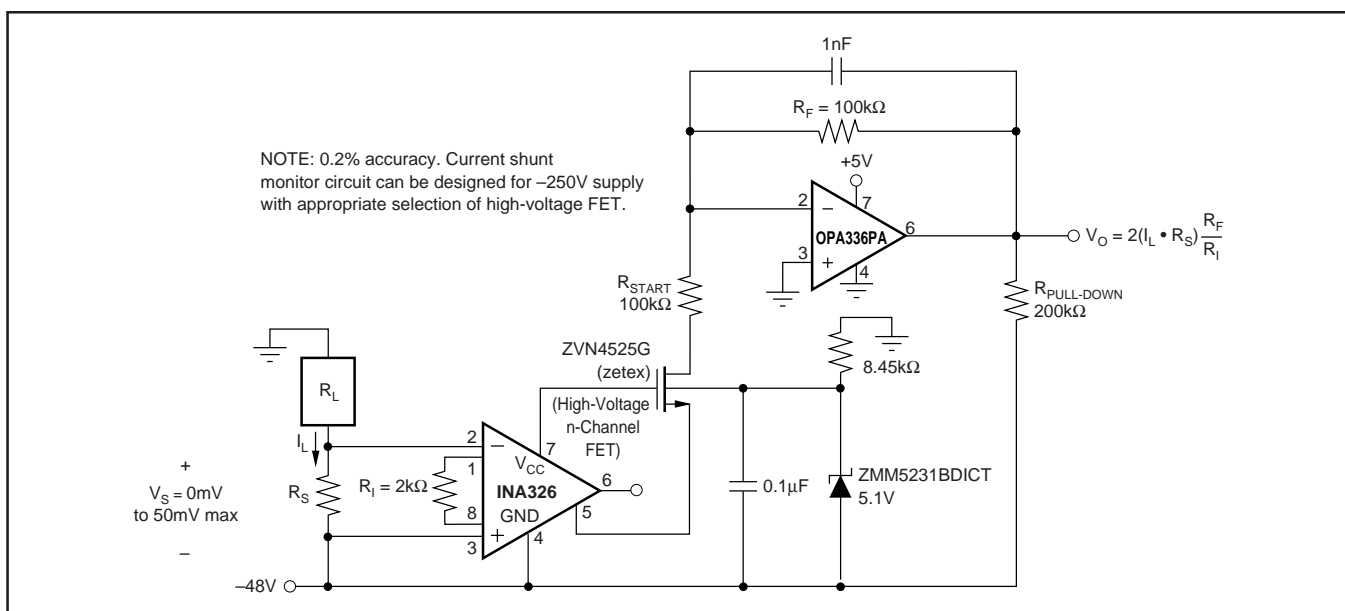 1nF
R_F = 100kΩ
NOTE: 0.2% accuracy. Current shunt
monitor circuit can be designed for –250V supply
with appropriate selection of high-voltage FET.
+5V
2
–
7
OPA336PA
6
3
+
4
V_O = 2(I_L • R_S) R_F
R_I
R_START
100kΩ
R_PULL-DOWN
200kΩ
ZVN4525G
(zetex)
8.45kΩ
(High-Voltage
n-Channel
FET)
R_L
I_L
2
–
7
V_CC
1
+
V_S = 0mV
to 50mV max
–
R_S
R_I = 2kΩ
INA326
6
0.1µF
ZMM5231BDICT
5.1V
8
GND
5
+
3
4
–48V